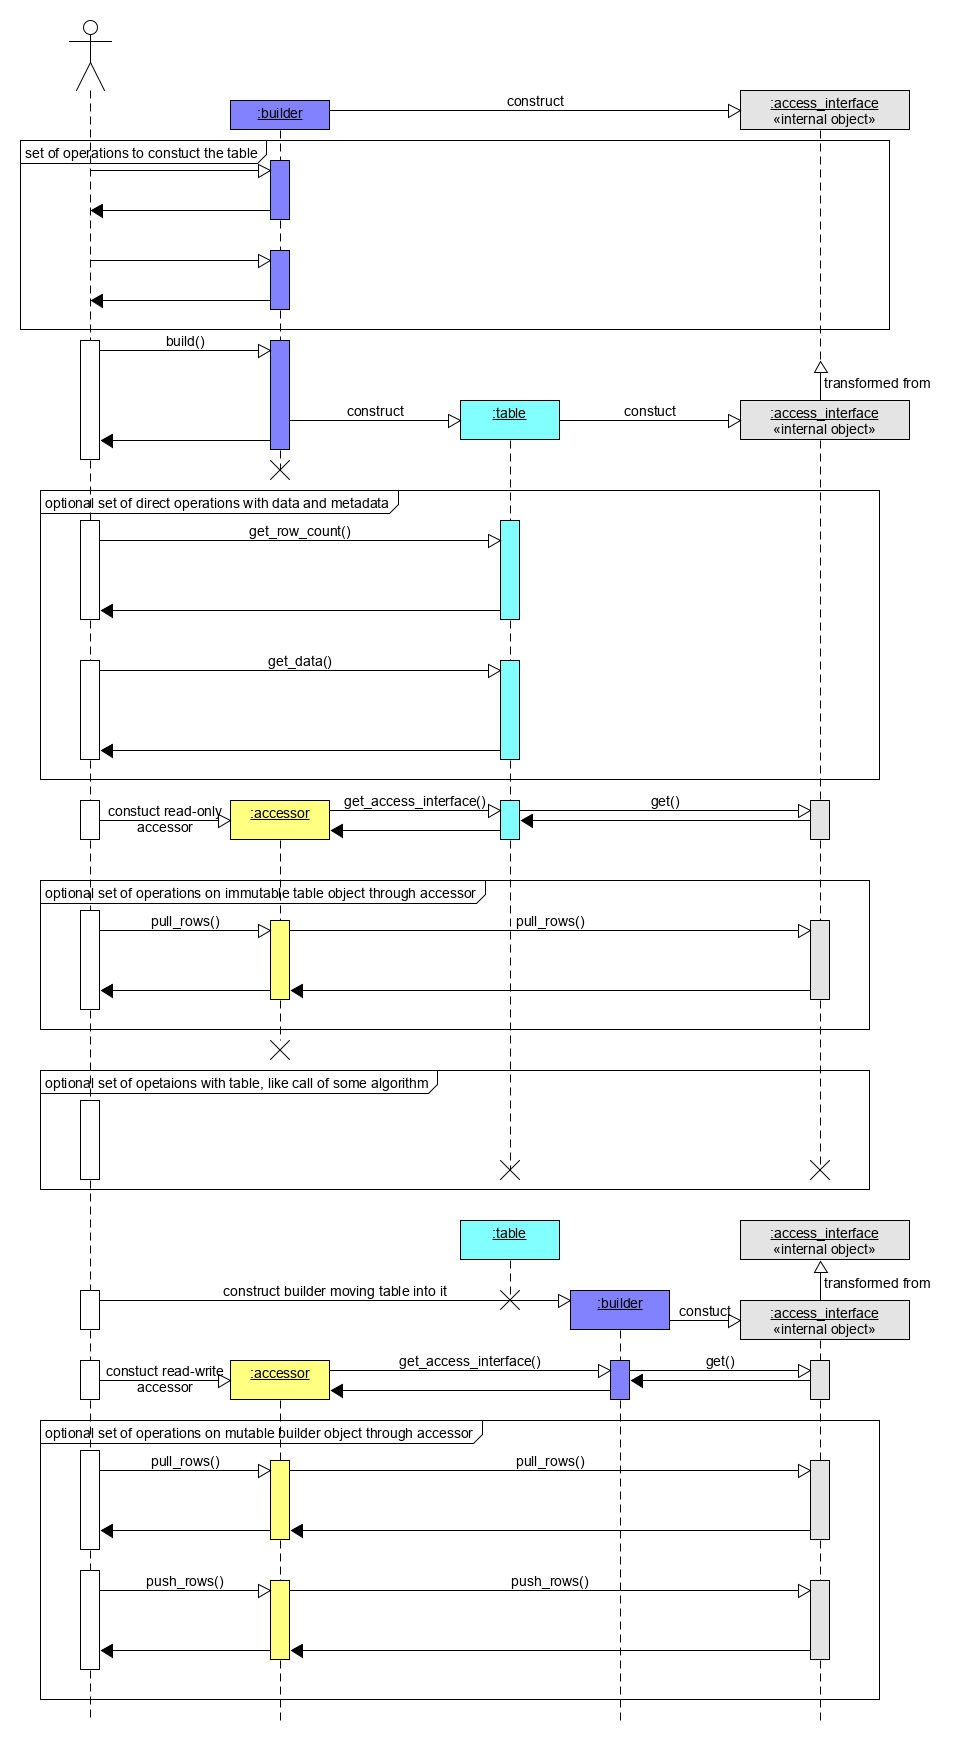 construct
:builder
:access_interface
«internal object»
set of operations to constuct the table
build()
transformed from
construct
:table
constuct
:access_interface
«internal object»
optional set of direct operations with data and metadata
get_row_count()
get_data()
constuct read-only
accessor
:accessor
get_access_interface()
get()
optional set of operations on immutable table object through accessor
pull_rows()
pull_rows()
optional set of opetaions with table, like call of some algorithm
:table
:access_interface
«internal object»
transformed from
construct builder moving table into it
:builder
constuct
:access_interface
«internal object»
constuct read-write
accessor
:accessor
get_access_interface()
get()
optional set of operations on mutable builder object through accessor
pull_rows()
pull_rows()
push_rows()
push_rows()